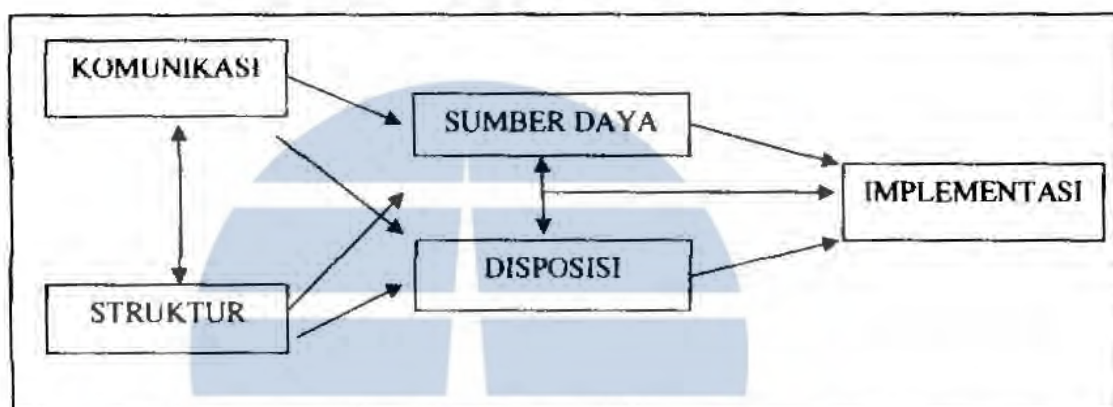 KOMUNIKASI
SUMBER DAYA
IMPLEMENTASI
DISPOSISI
STRUKTUR